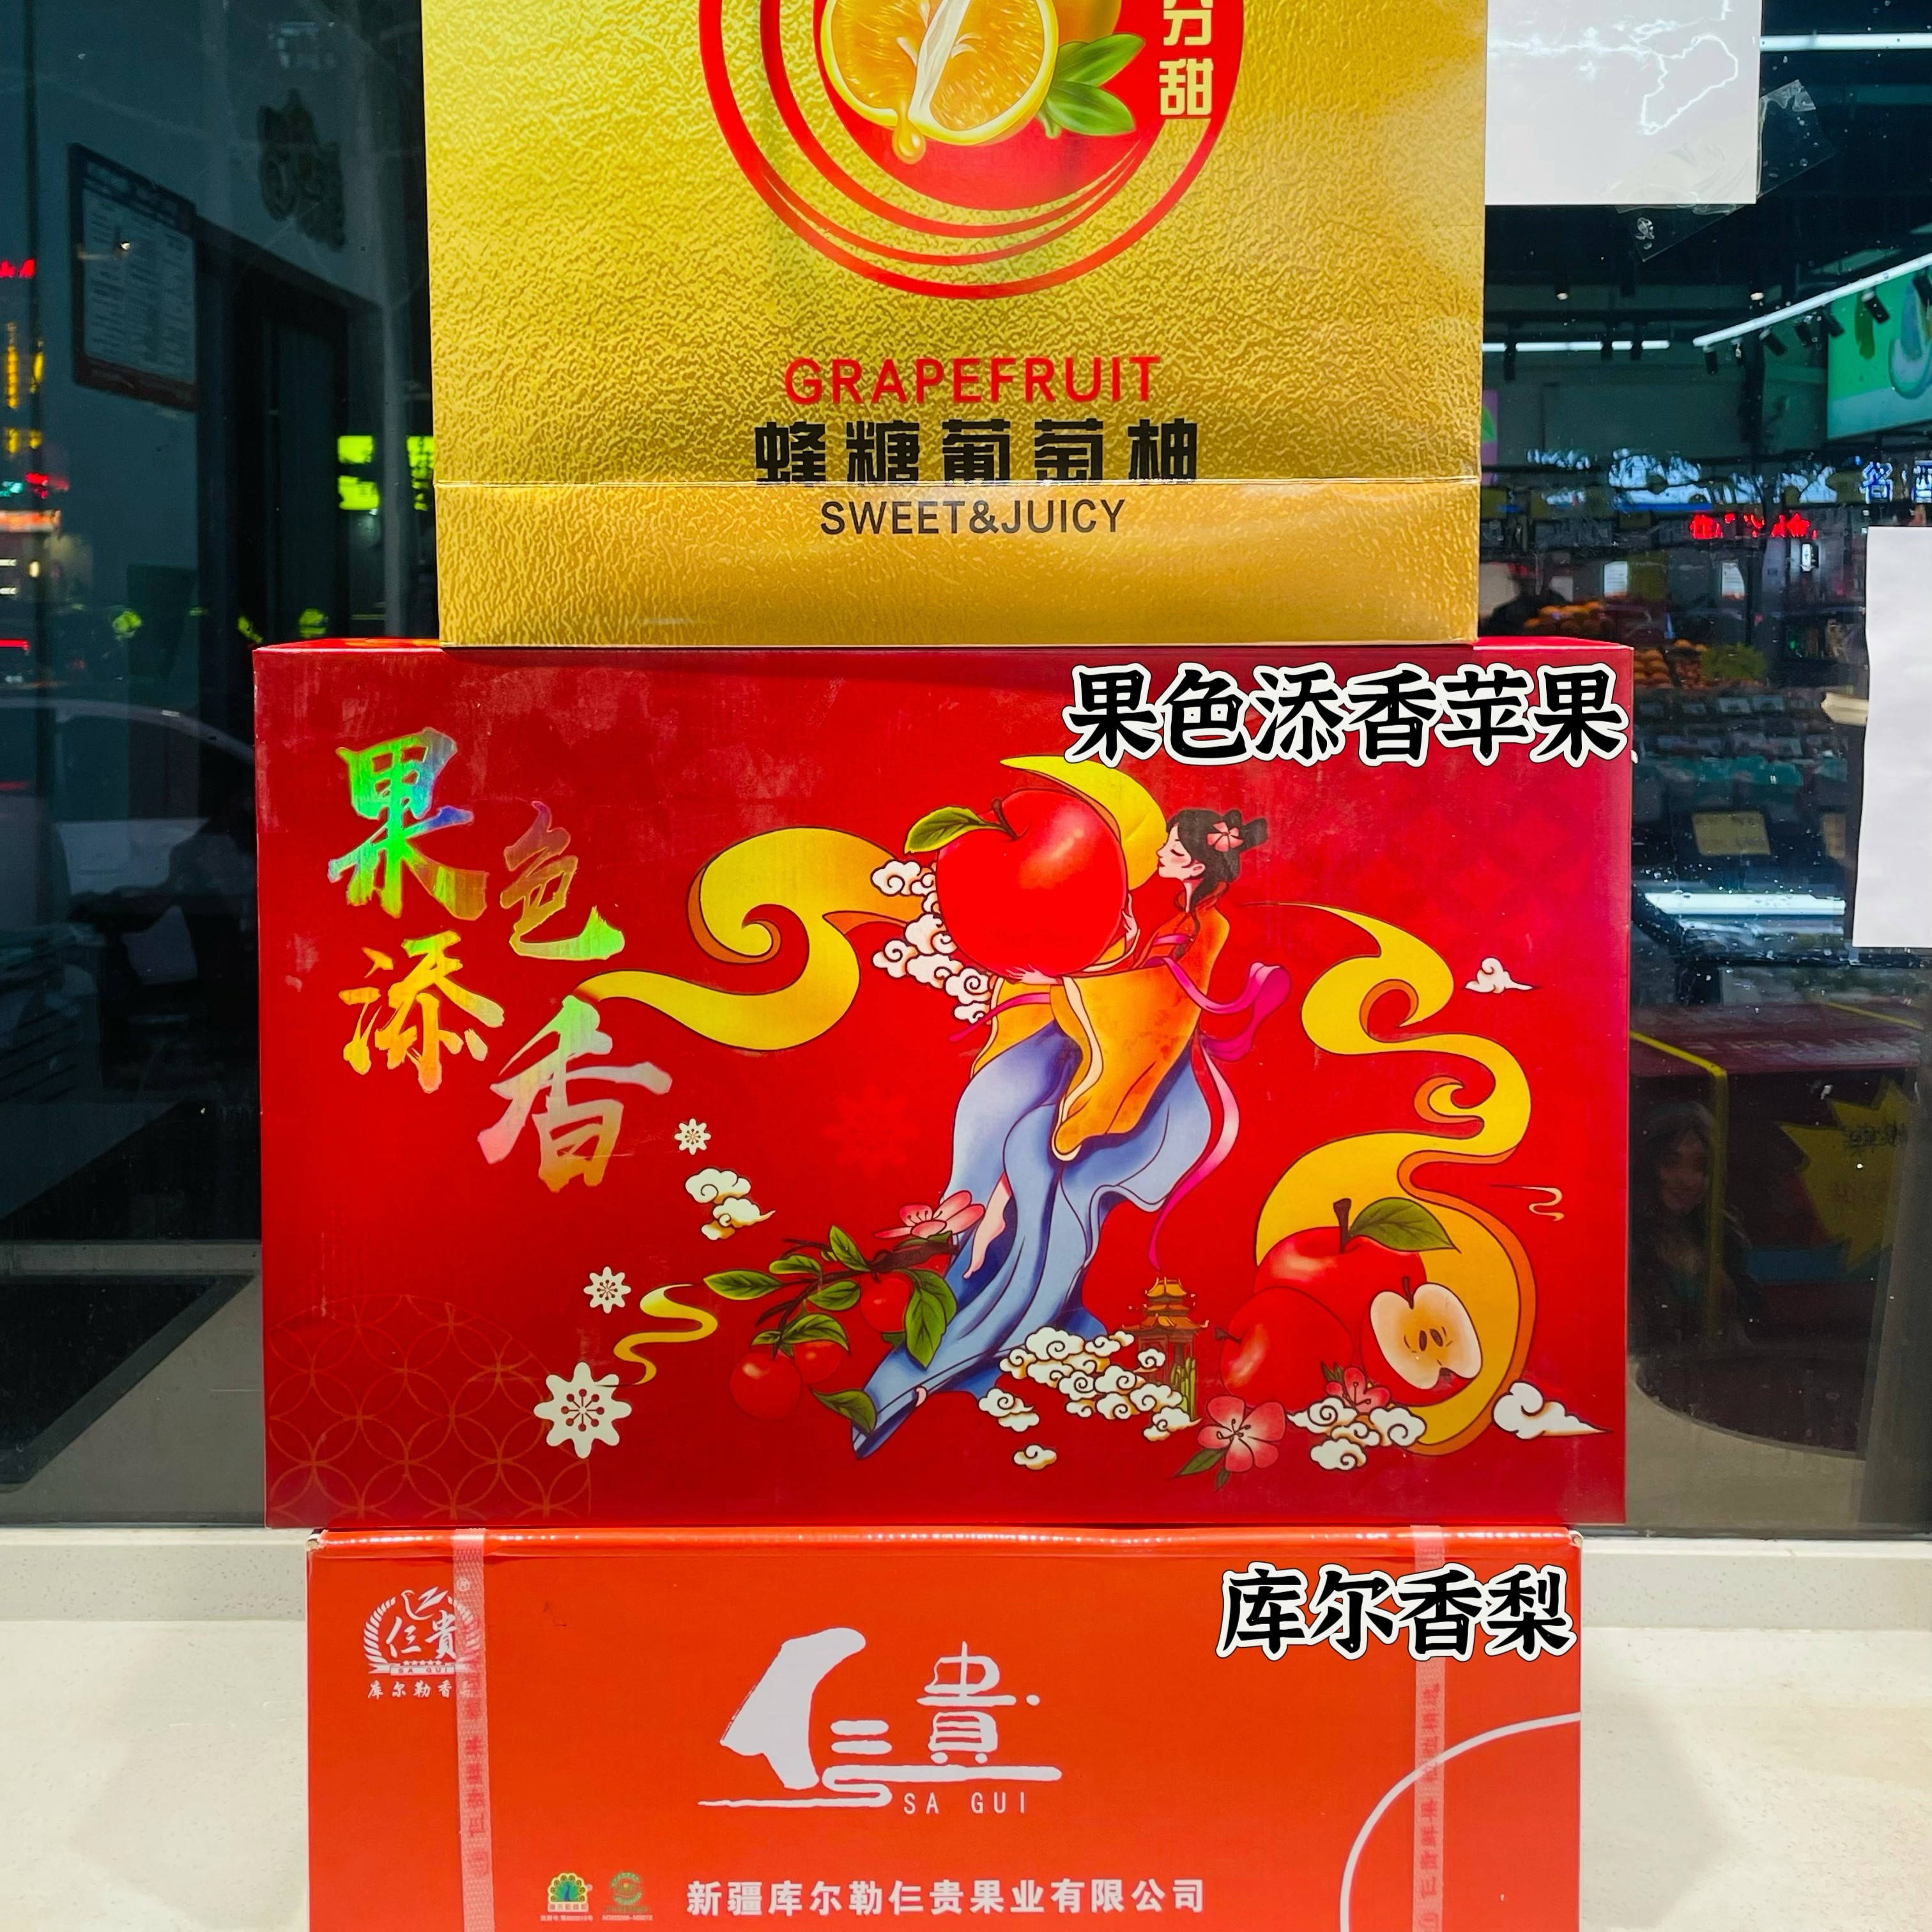 分甜
GRAPEFRUIT
蜂糖葡萄柚
SWEET&JUICY
果色添香苹果
果色添香
库尔香梨
仨贵
SA GUI
库尔勒香
仨貴
SA GUI
新疆库尔勒仨贵果业有限公司